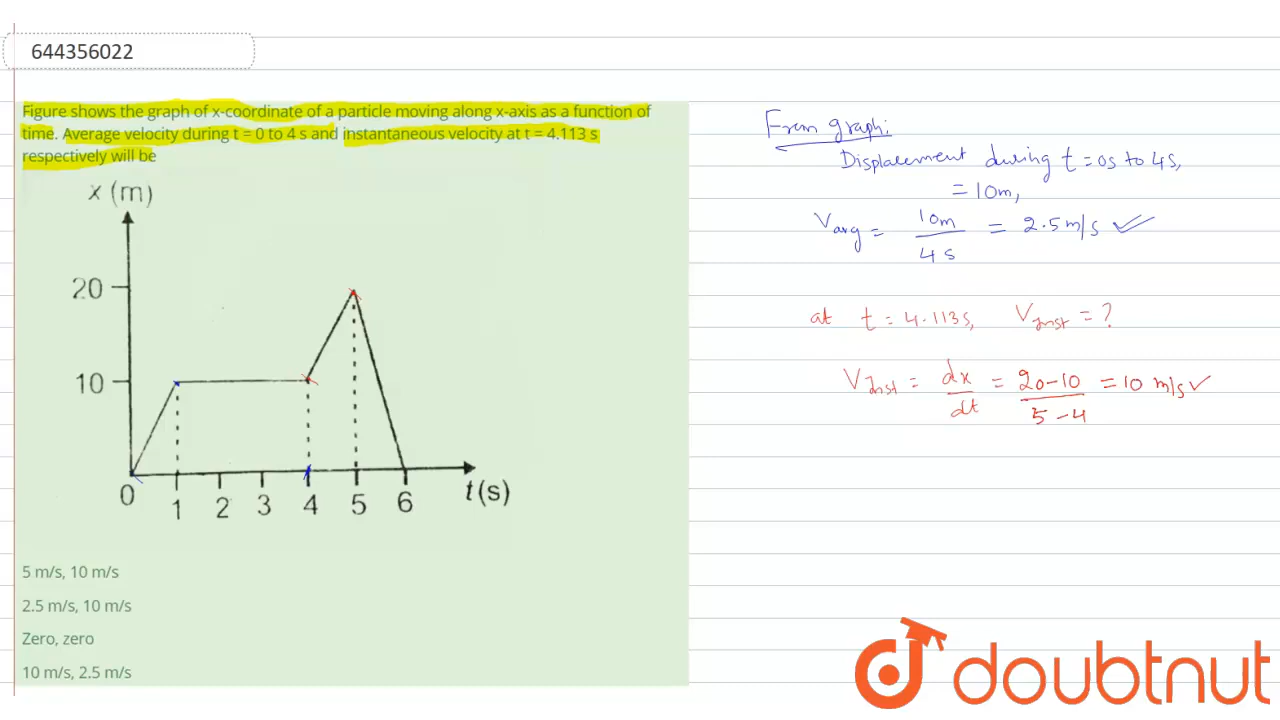 644356022
Figure shows the graph of x-coordinate of a particle moving along x-axis as a function of
time. Average velocity during t = 0 to 4 s and instantaneous velocity at t = 4.113 s
respectively will be
x (m)
20
10
0
1
2
3
4
5
6
t (s)
5 m/s, 10 m/s
2.5 m/s, 10 m/s
Zero, zero
10 m/s, 2.5 m/s
From graph:
Displacement during t = 0s to 4s,
= 10m,
Vavg = 10m / 4s = 2.5 m/s ✓
at t = 4.113s, VInst = ?
VInst = dx/dt = 20-10 / 5-4 = 10 m/s ✓
doubtnut